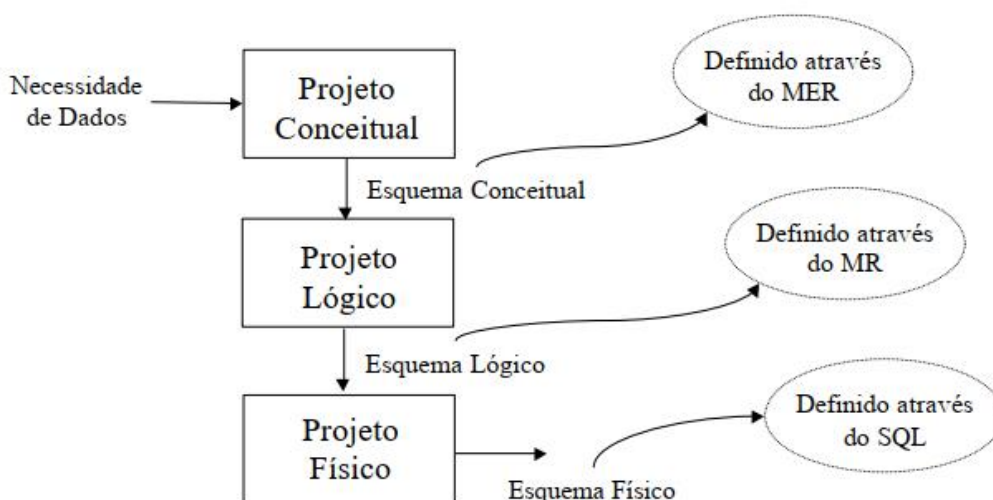 Necessidade
de Dados
Projeto
Conceitual
Definido através
do MER
Esquema Conceitual
Projeto
Lógico
Definido através
do MR
Esquema Lógico
Projeto
Físico
Definido através
do SQL
Esquema Físico